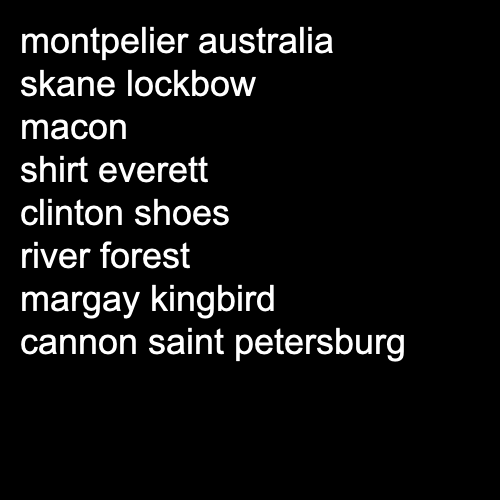 montpelier australia
skane lockbow
macon
shirt everett
clinton shoes
river forest
margay kingbird
cannon saint petersburg